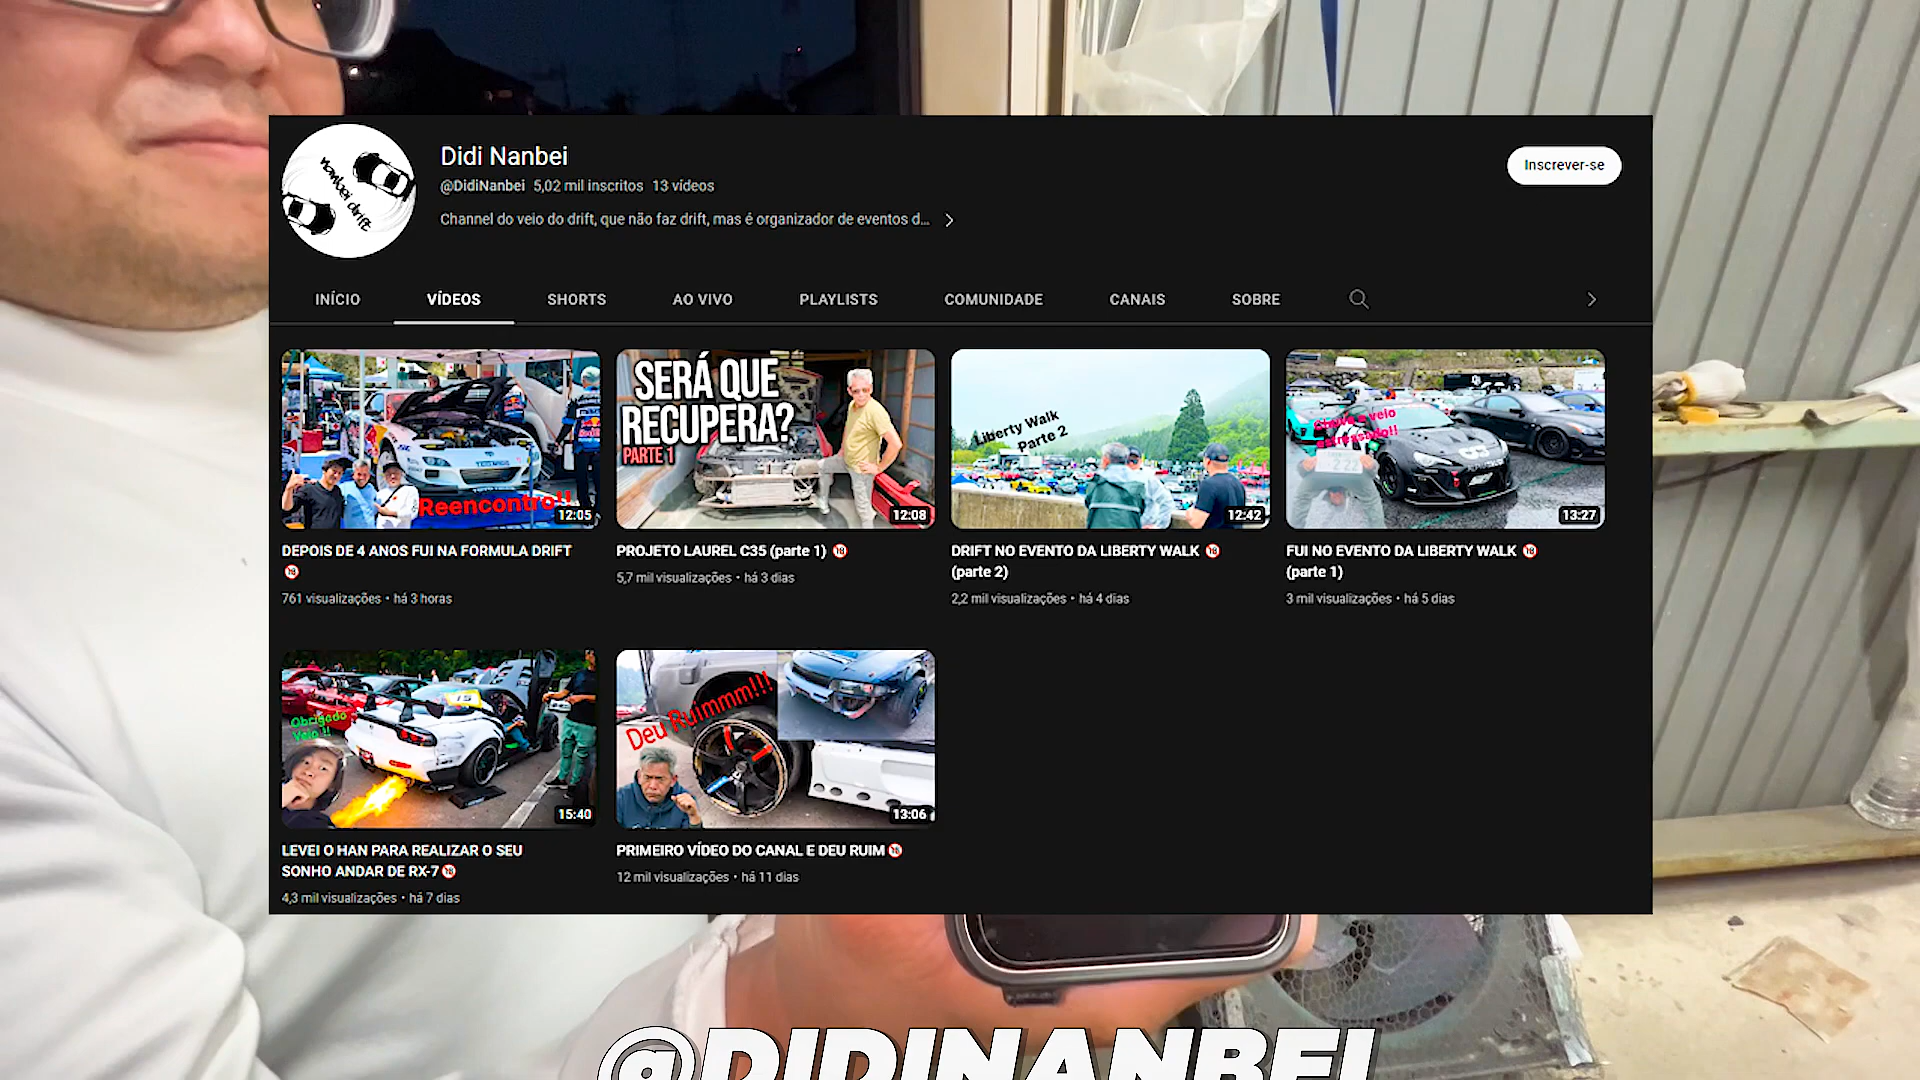 Didi Nanbei
@DidiNanbei 5,02 mil inscritos 13 vídeos
Channel do veio do drift, que não faz drift, mas é organizador de eventos d...
Inscrever-se
nanbei drift
INÍCIO VÍDEOS SHORTS AO VIVO PLAYLISTS COMUNIDADE CANAIS SOBRE
Reencontro!!
12:05
SERÁ QUE
RECUPERA?
PARTE 1
12:08
Liberty Walk
Parte 2
12:42
Chuva e veio
estressado!!
13:27
DEPOIS DE 4 ANOS FUI NA FORMULA DRIFT
🔞
761 visualizações • há 3 horas
PROJETO LAUREL C35 (parte 1) 🔞
5,7 mil visualizações • há 3 dias
DRIFT NO EVENTO DA LIBERTY WALK 🔞
(parte 2)
2,2 mil visualizações • há 4 dias
FUI NO EVENTO DA LIBERTY WALK 🔞
(parte 1)
3 mil visualizações • há 5 dias
Obrigado
Veio !!
15:40
Deu Ruimmm!!!
13:06
LEVEI O HAN PARA REALIZAR O SEU
SONHO ANDAR DE RX-7 🔞
4,3 mil visualizações • há 7 dias
PRIMEIRO VÍDEO DO CANAL E DEU RUIM 🔞
12 mil visualizações • há 11 dias
@DIDINANBEI